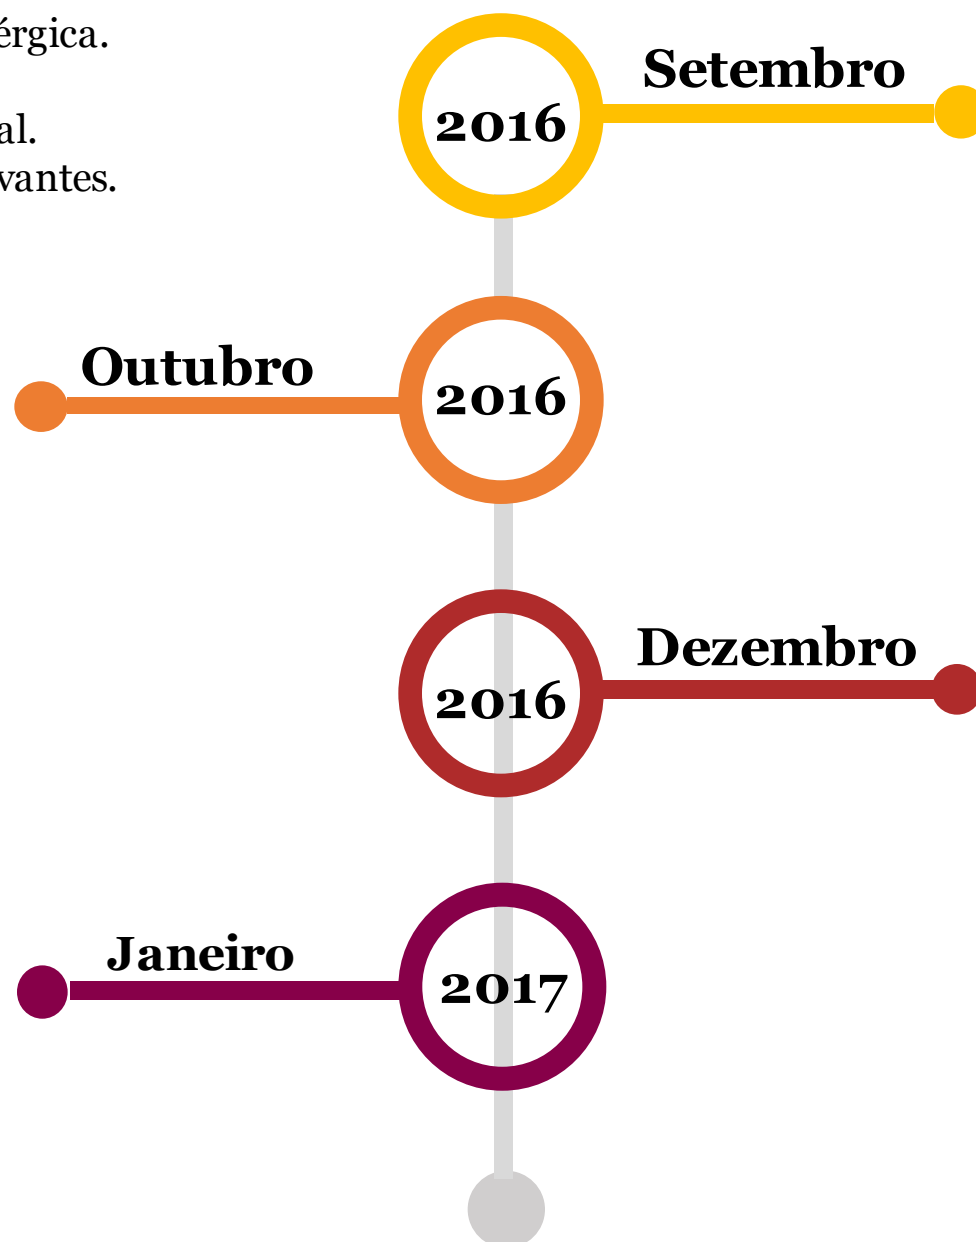 érgica.
al.
vantes.
Setembro
2016
Outubro
2016
Dezembro
2016
Janeiro
2017